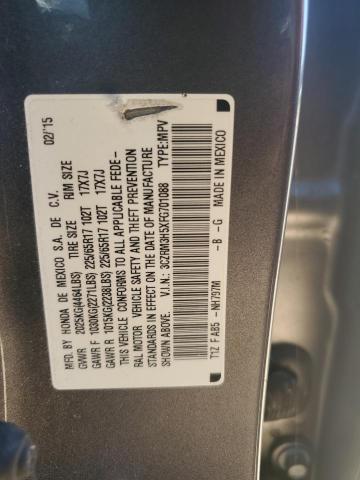 MFD. BY HONDA DE MEXICO S.A. DE C.V. 02/'15
GVWR 2025KG(4464LBS) TIRE SIZE RIM SIZE
GAWR F 1030KG(2271LBS) 225/65R17 102T 17X7J
GAWR R 1015KG(2238LBS) 225/65R17 102T 17X7J
THIS VEHICLE CONFORMS TO ALL APPLICABLE FEDE-
RAL MOTOR VEHICLE SAFETY AND THEFT PREVENTION
STANDARDS IN EFFECT ON THE DATE OF MANUFACTURE
SHOWN ABOVE. V.I.N.: 3CZRM3H5XFG701088 TYPE:MPV
MADE IN MEXICO
T1Z FAB5 -NH797M -B -G